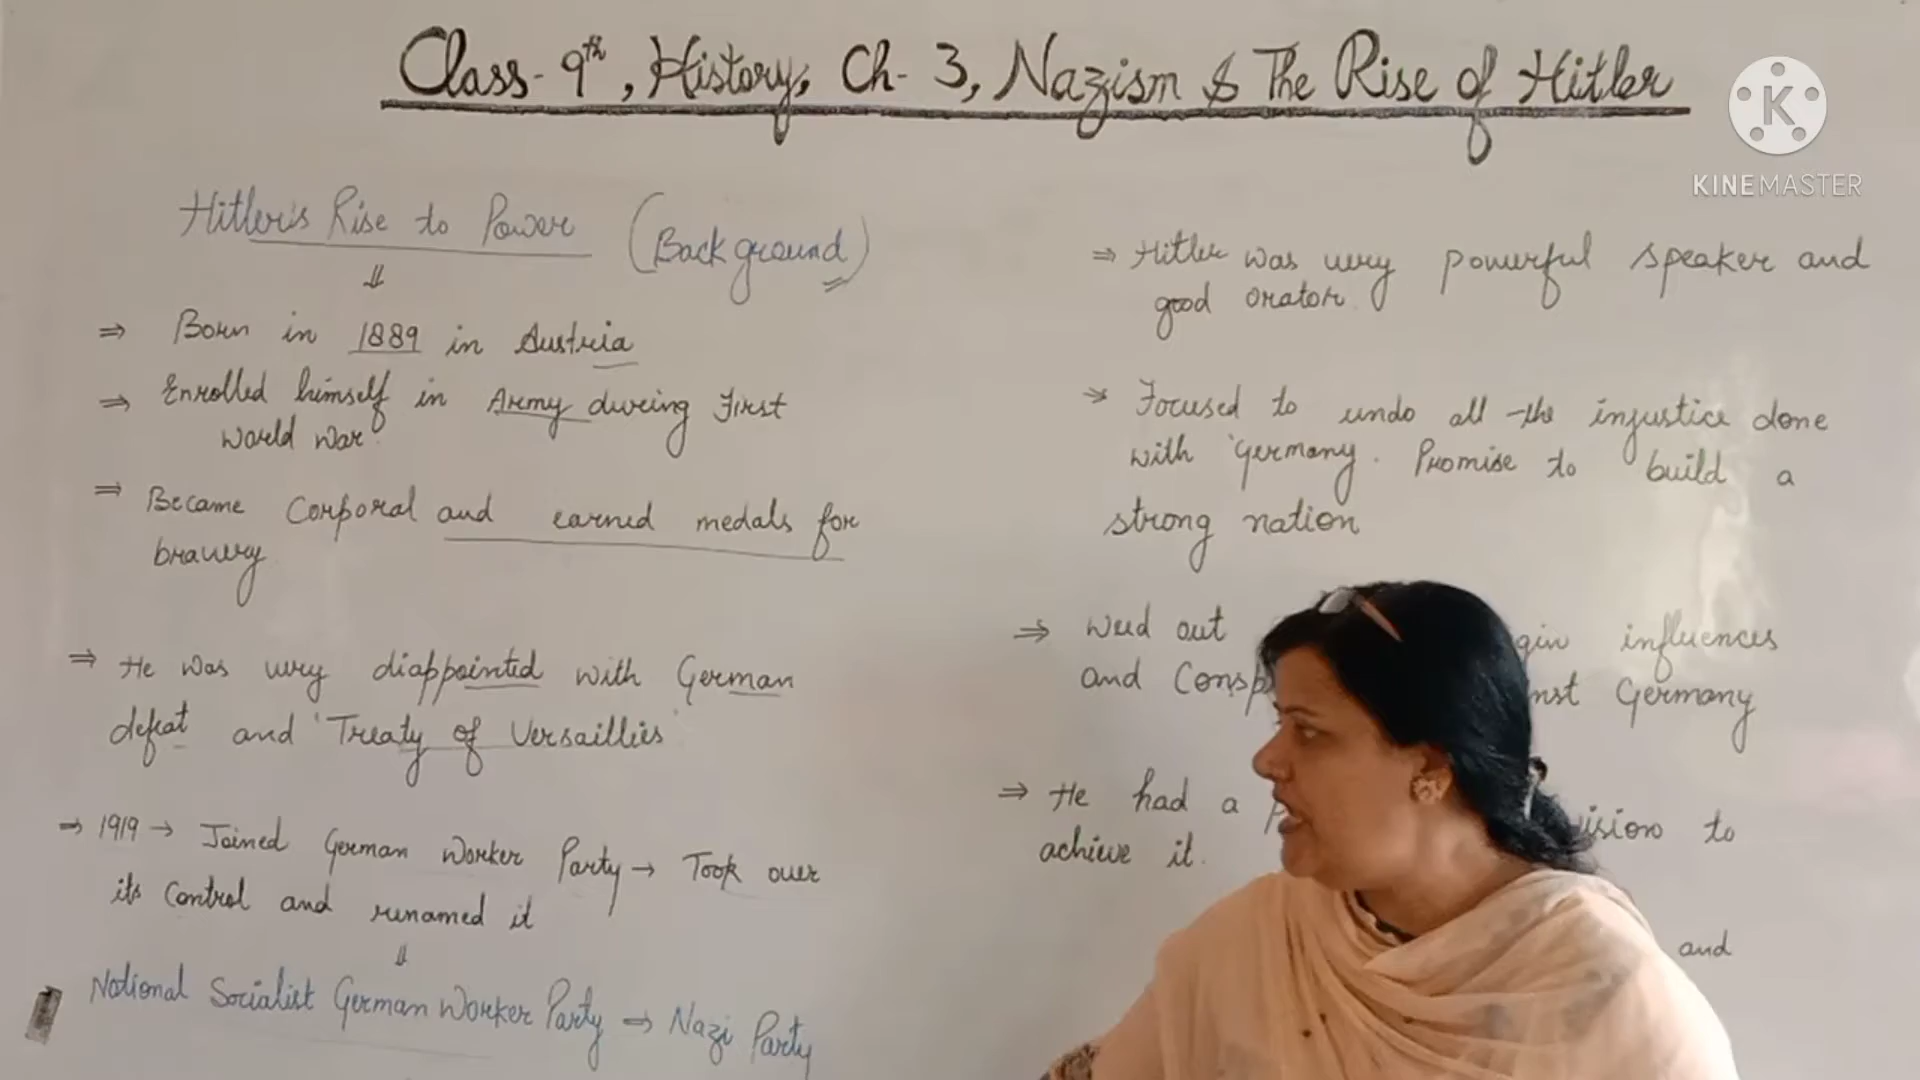 Class-9th, History, Ch-3, Nazism & The Rise of Hitler
KINEMASTER
Hitler's Rise to Power (Background)
⇓
⇒ Born in 1889 in Austria
⇒ Enrolled himself in Army during First
World War
⇒ Became Corporal and earned medals for
bravery
⇒ He was very diappointed with German
defeat and 'Treaty of Versaillies'
⇒ 1919 → Joined German Worker Party → Took over
its Control and renamed it
⇓
National Socialist German Worker Party ⇒ Nazi Party
⇒ Hitler was very powerful speaker and
good orator.
⇒ Focused to undo all the injustice done
with Germany. Promise to build a
strong nation
⇒ Weed out influences
and Germany
⇒ He had a to
achieve it.
and